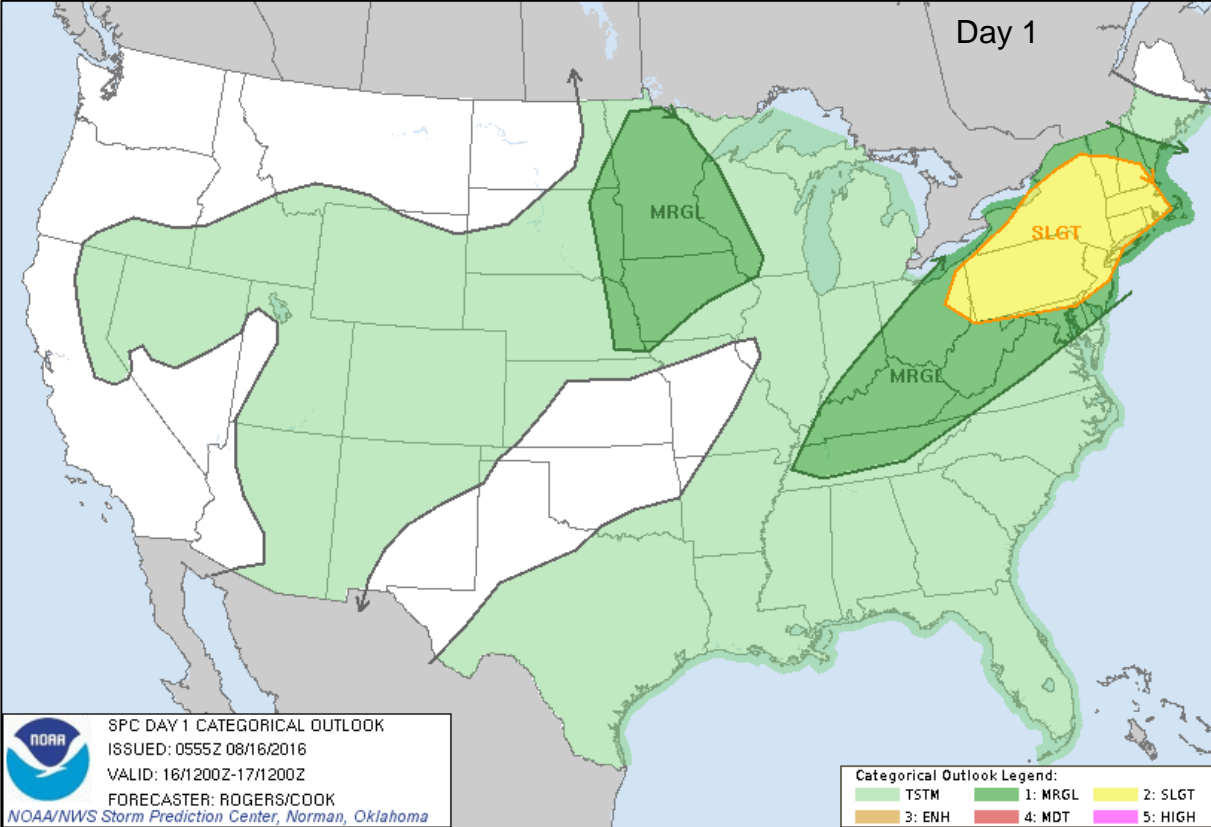 Day 1
MRGL
SLGT
MRGL
NOAA
SPC DAY 1 CATEGORICAL OUTLOOK
ISSUED: 0555Z 08/16/2016
VALID: 16/1200Z-17/1200Z
FORECASTER: ROGERS/COOK
NOAA/NWS Storm Prediction Center, Norman, Oklahoma
Categorical Outlook Legend:
TSTM 1: MRGL 2: SLGT
3: ENH 4: MDT 5: HIGH